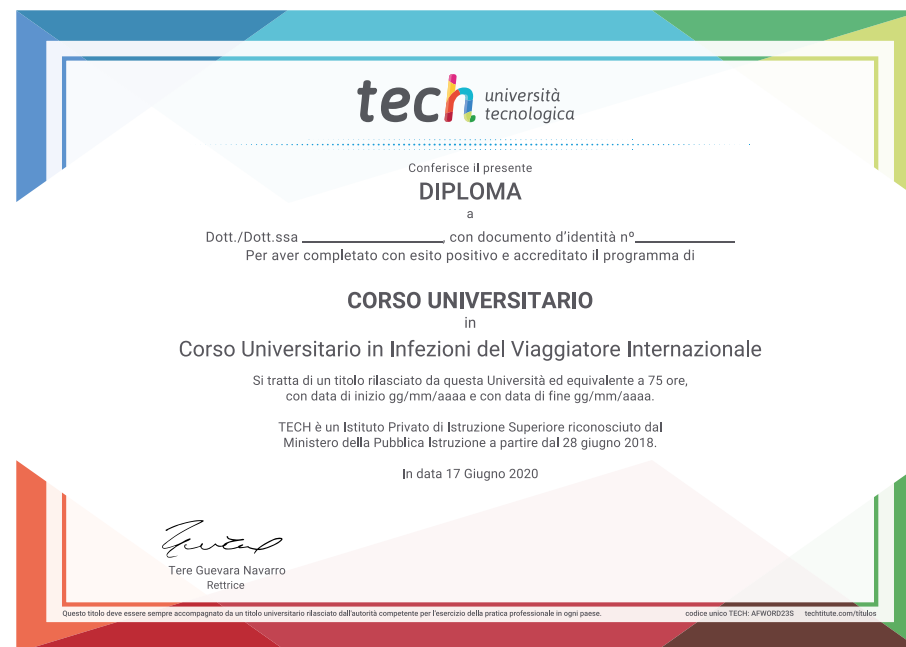 tech università
tecnologica
Conferisce il presente
DIPLOMA
a
Dott./Dott.ssa ____________________, con documento d'identità nº______________
Per aver completato con esito positivo e accreditato il programma di
CORSO UNIVERSITARIO
in
Corso Universitario in Infezioni del Viaggiatore Internazionale
Si tratta di un titolo rilasciato da questa Università ed equivalente a 75 ore,
con data di inizio gg/mm/aaaa e con data di fine gg/mm/aaaa.
TECH è un Istituto Privato di Istruzione Superiore riconosciuto dal
Ministero della Pubblica Istruzione a partire dal 28 giugno 2018.
In data 17 Giugno 2020
Tere Guevara Navarro
Rettrice
Questo titolo deve essere sempre accompagnato da un titolo universitario rilasciato dall'autorità competente per l'esercizio della pratica professionale in ogni paese.
codice unico TECH: AFWORD23S techtitute.com/titulos